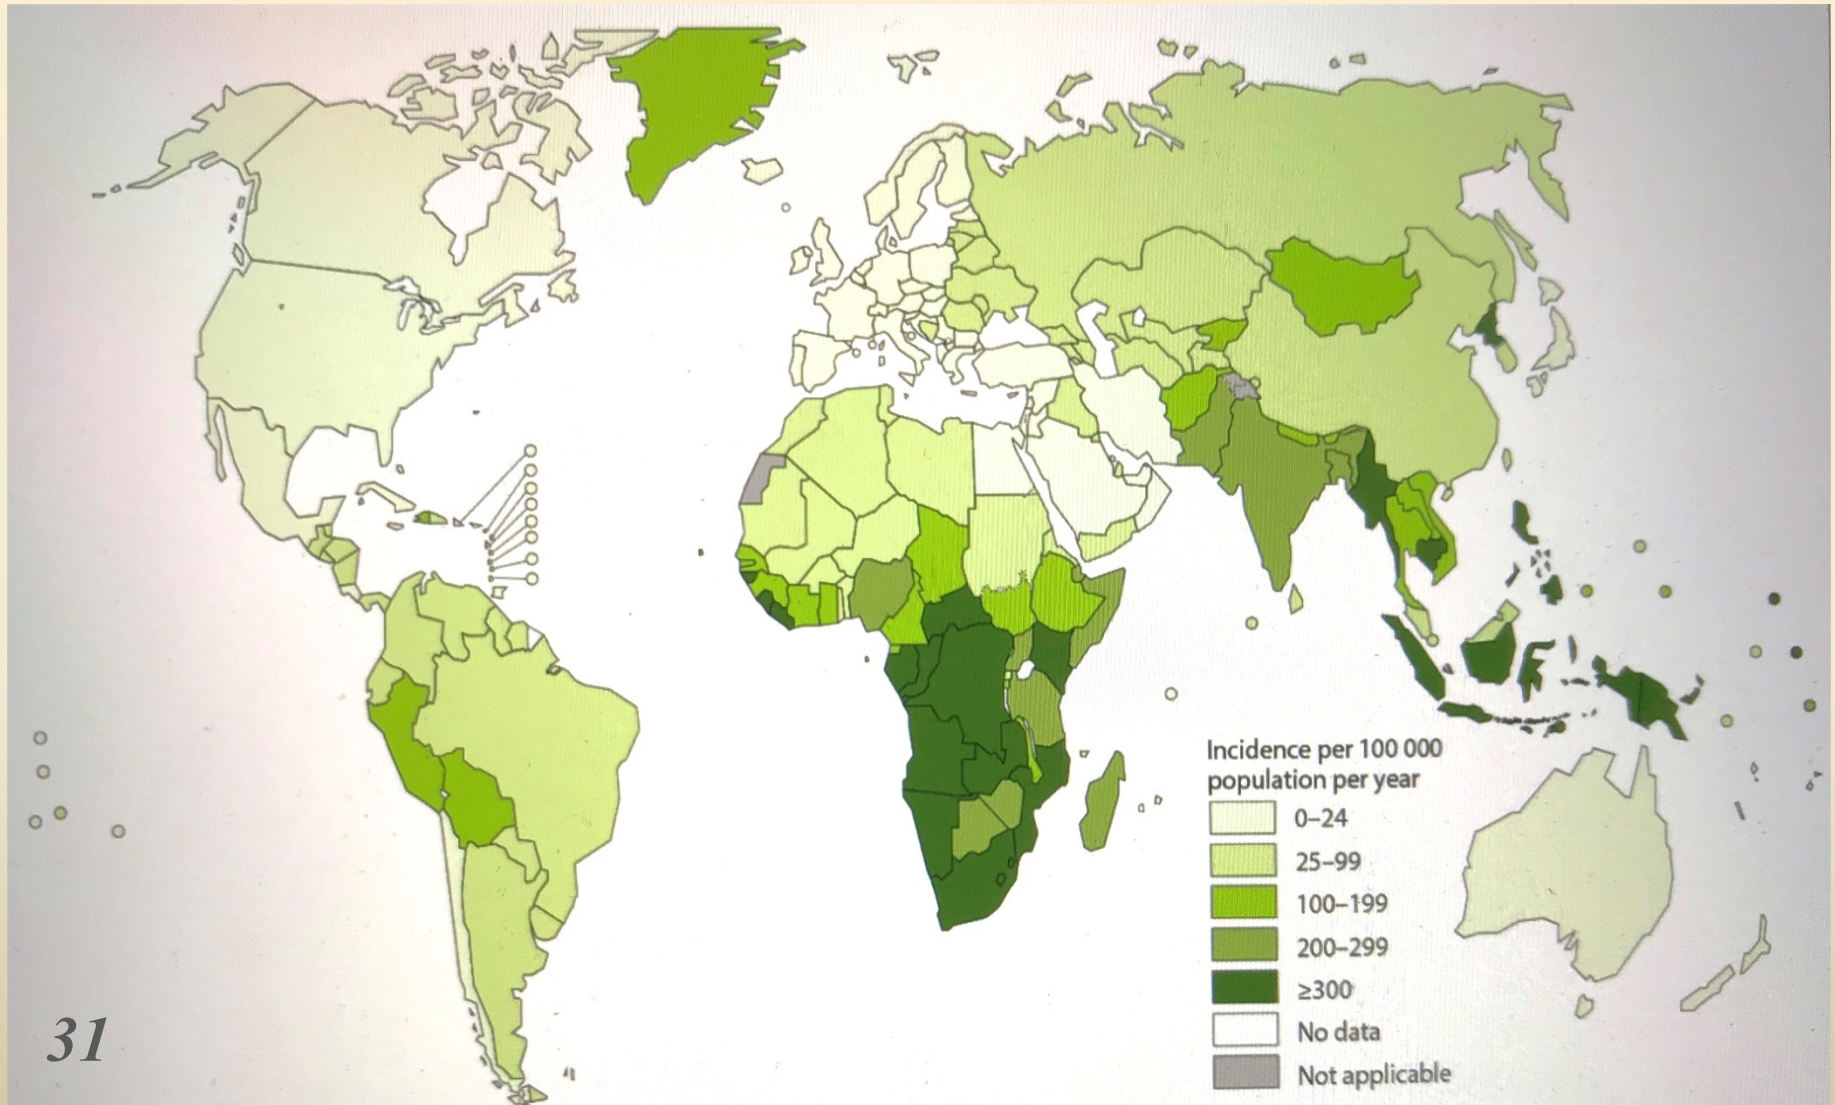 Incidence per 100 000
population per year
0–24
25–99
100–199
200–299
≥300
No data
Not applicable
31